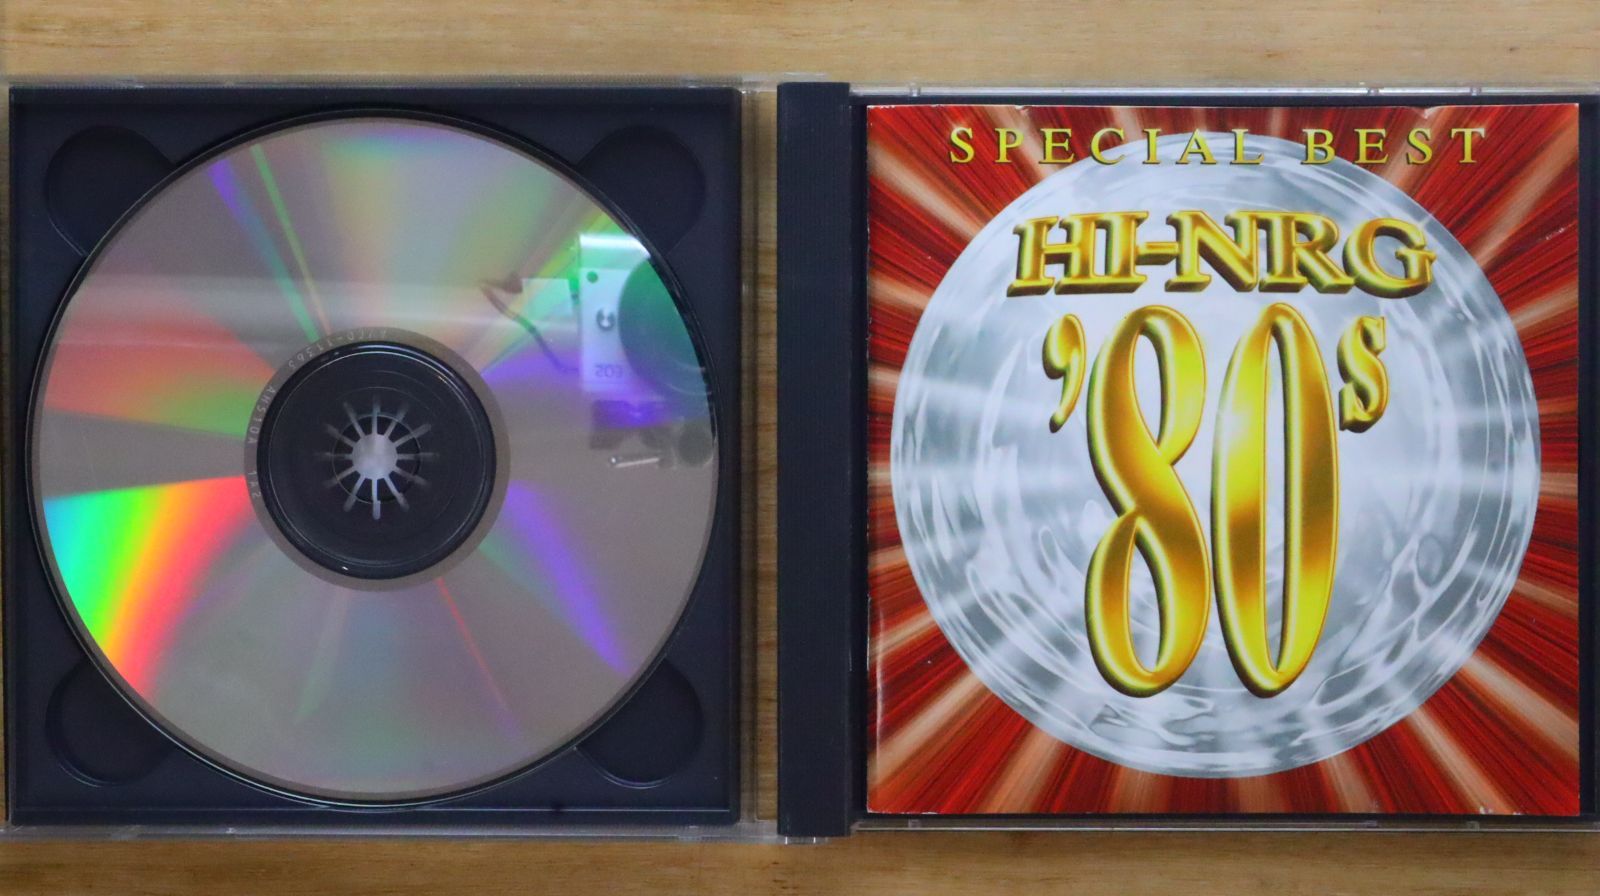 SPECIAL BEST
HI-NRG
'80s